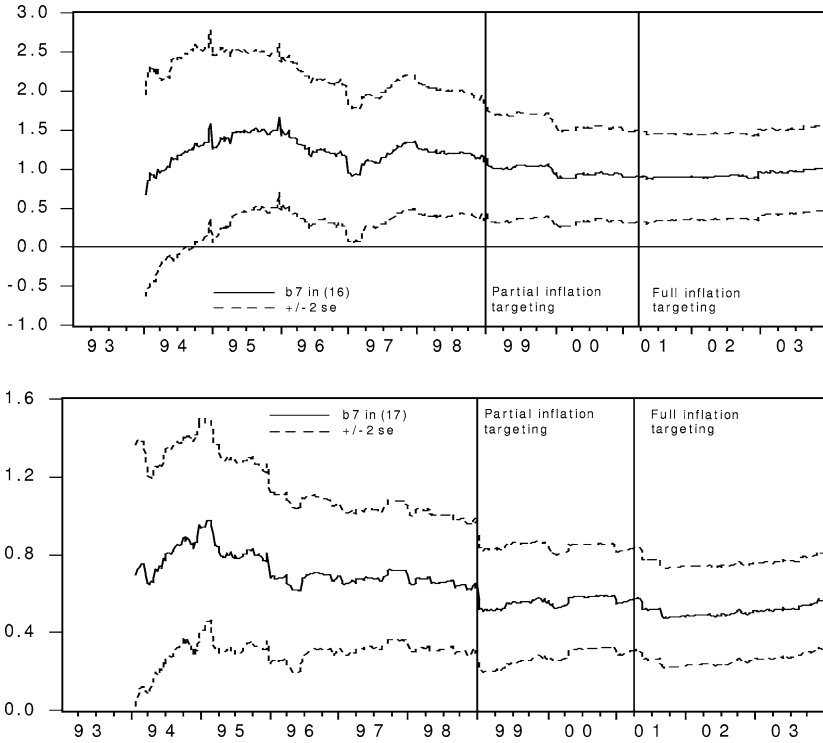 3.0
2.5
2.0
1.5
1.0
0.5
0.0
-0.5
-1.0
b7 in (16)
+/-2 se
Partial inflation
targeting
Full inflation
targeting
93 94 95 96 97 98 99 00 01 02 03
1.6
1.2
0.8
0.4
0.0
b7 in (17)
+/-2 se
Partial inflation
targeting
Full inflation
targeting
93 94 95 96 97 98 99 00 01 02 03